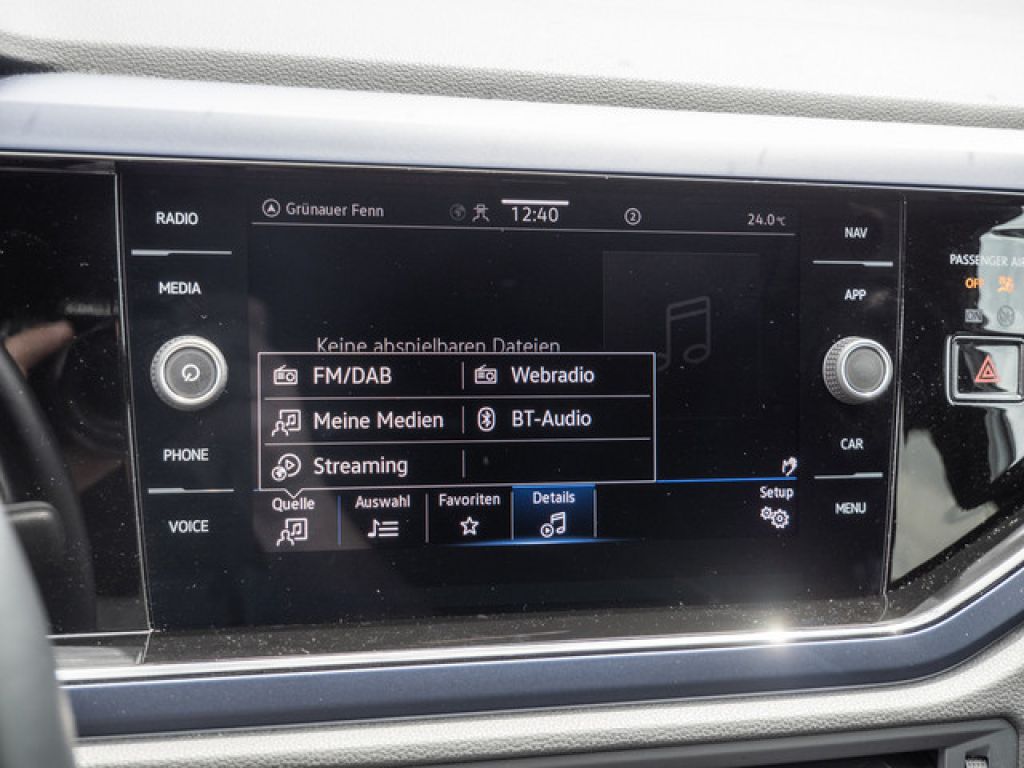 RADIO
MEDIA
PHONE
VOICE
Grünauer Fenn
12:40
2
24.0°C
Keine abspielbaren Dateien
FM/DAB
Webradio
Meine Medien
BT-Audio
Streaming
Quelle
Auswahl
Favoriten
Details
Setup
NAV
APP
CAR
MENU
PASSENGER AIR
OFF
ON